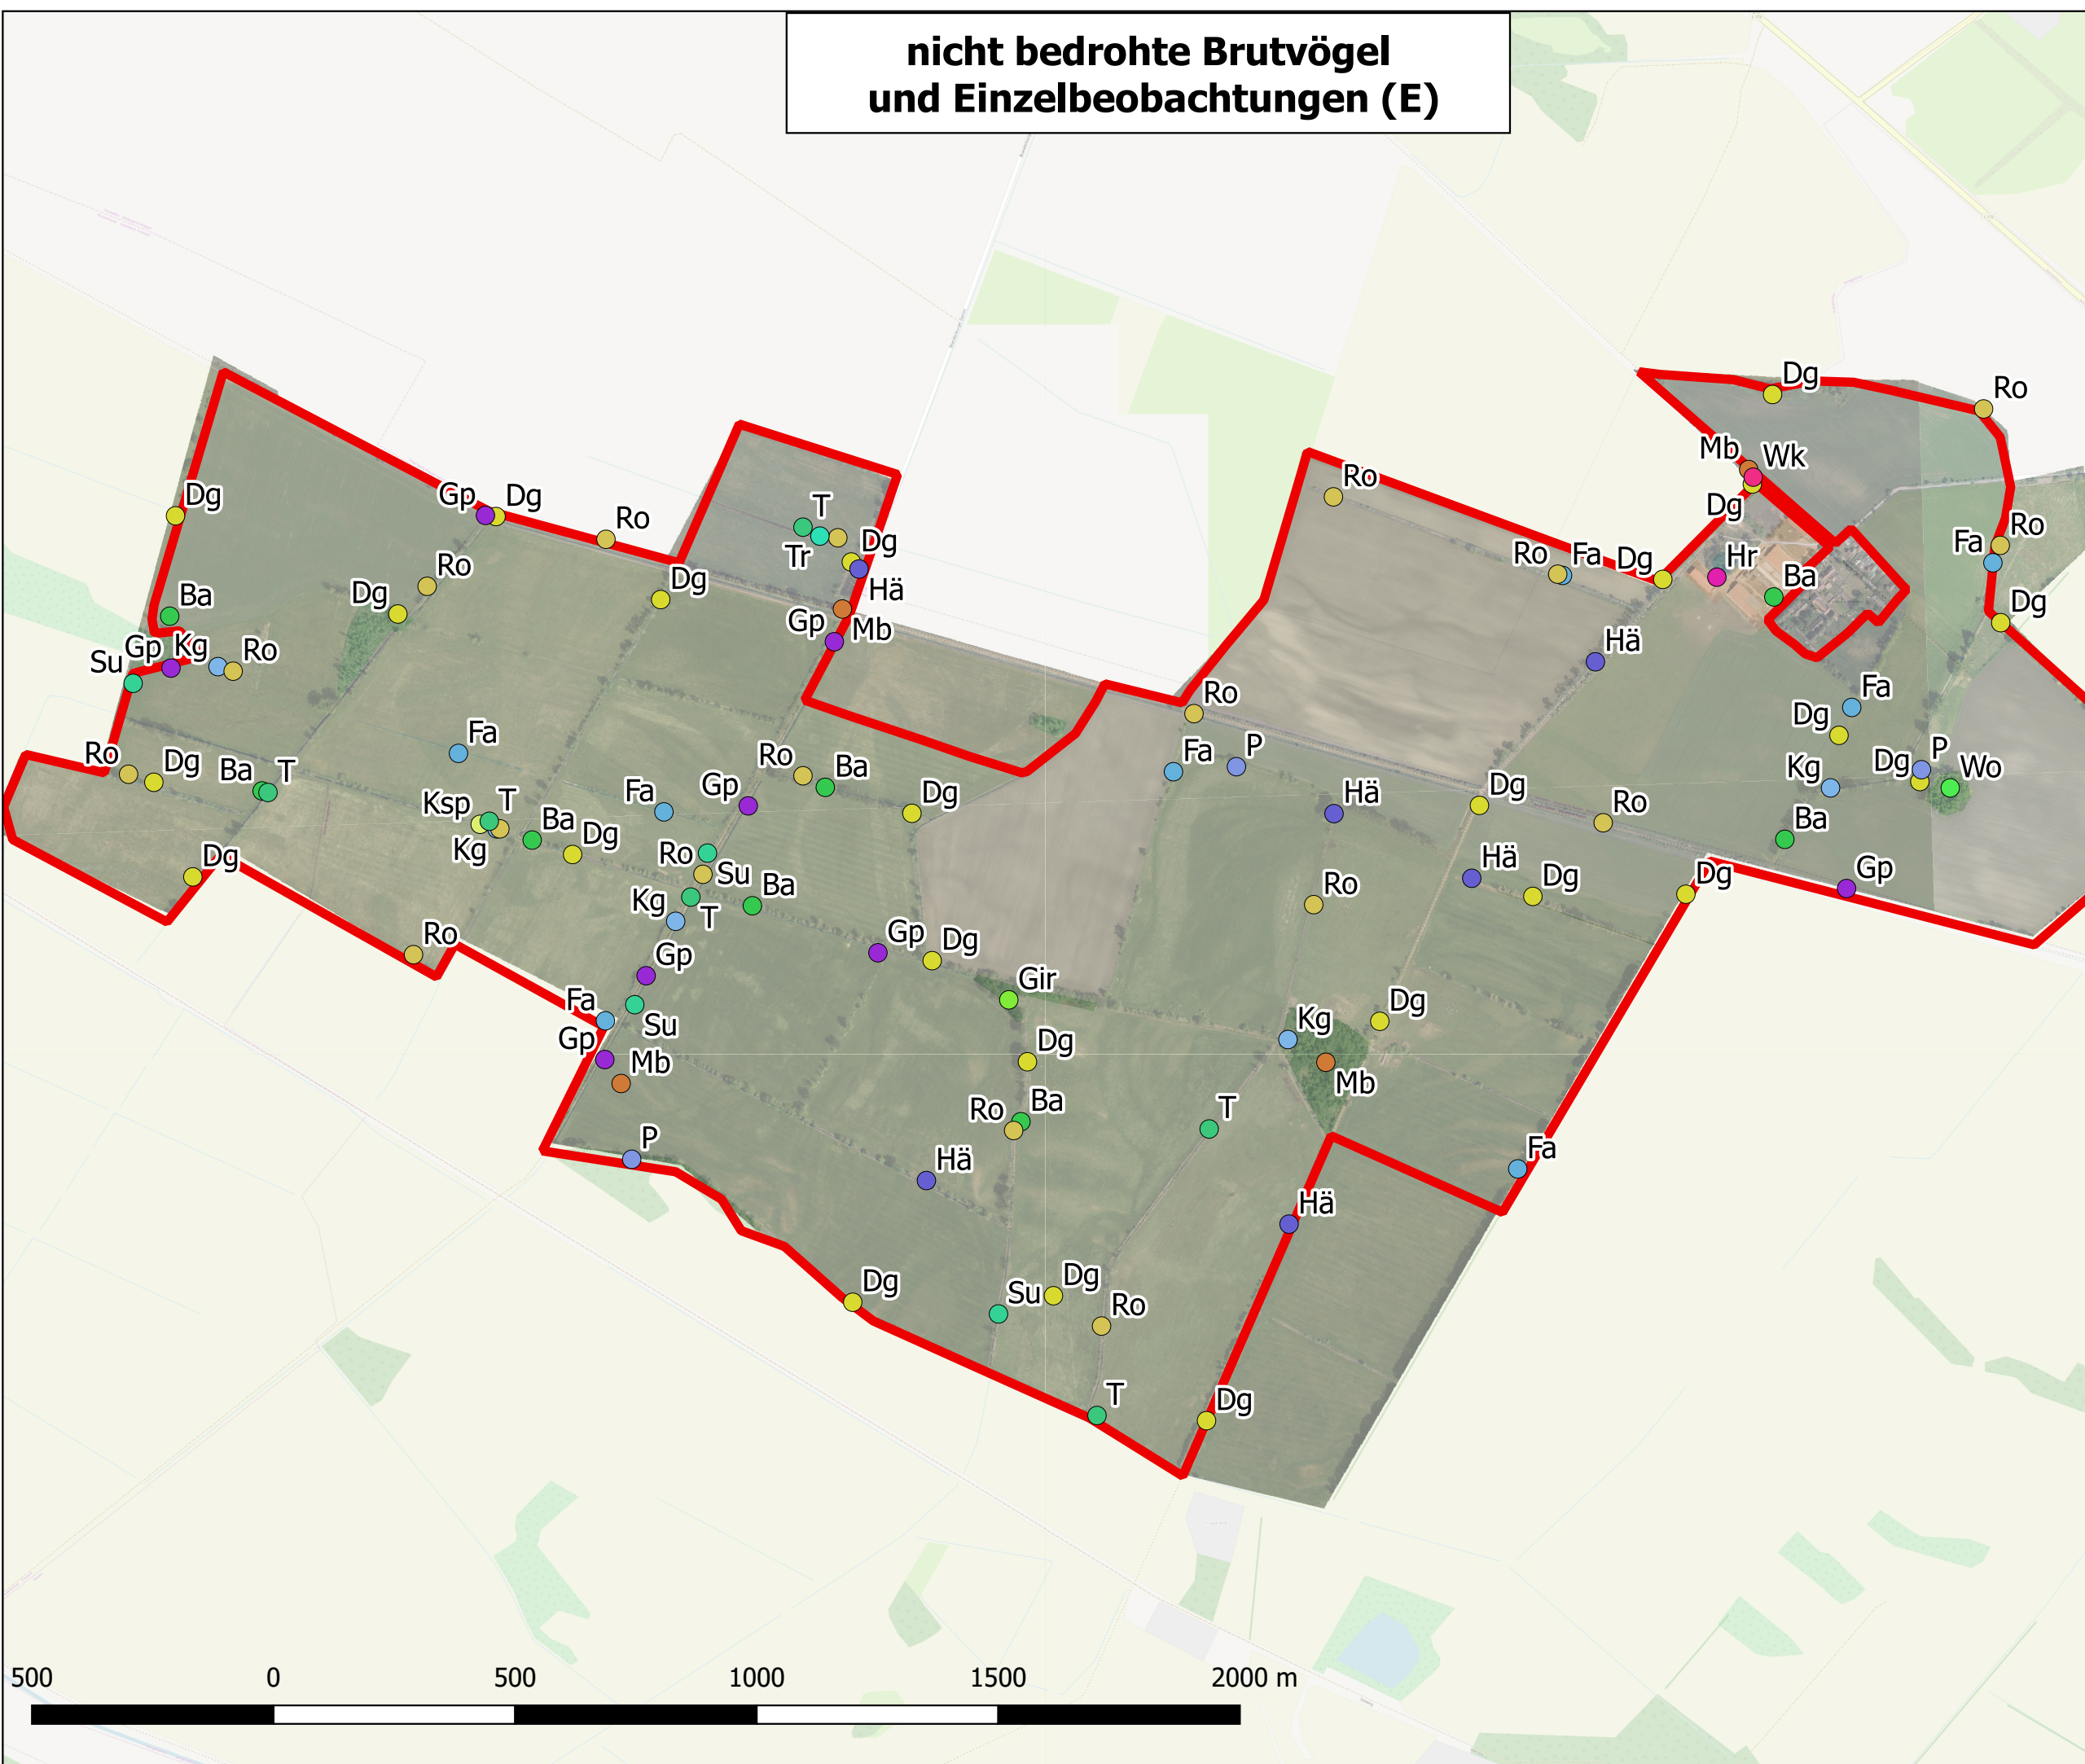 nicht bedrohte Brutvögel
und Einzelbeobachtungen (E)
Dg
Ro
Mb
Wk
Ro
Dg
Gp
Dg
Ro
T
Dg
Tr
Dg
Ro
Fa
Dg
Ro
Fa
Hr
Ba
Ro
Dg
Dg
Hä
Dg
Ba
Gp
Mb
Hä
Su
Gp
Kg
Ro
Ro
Fa
Dg
Fa
Ro
Dg
Ba
T
Ro
Ba
Fa
P
Kg
Dg
P
Wo
Ksp
T
Fa
Gp
Dg
Hä
Dg
Ro
Ba
Kg
Ba
Dg
Ro
Su
Ba
Hä
Dg
Dg
Gp
Dg
Kg
T
Ro
Ro
Gp
Gp
Dg
Fa
Su
Gir
Kg
Dg
Gp
Mb
Dg
Mb
P
Ro
Ba
T
Hä
Fa
Hä
Dg
Su
Dg
Ro
T
Dg
500 0 500 1000 1500 2000 m